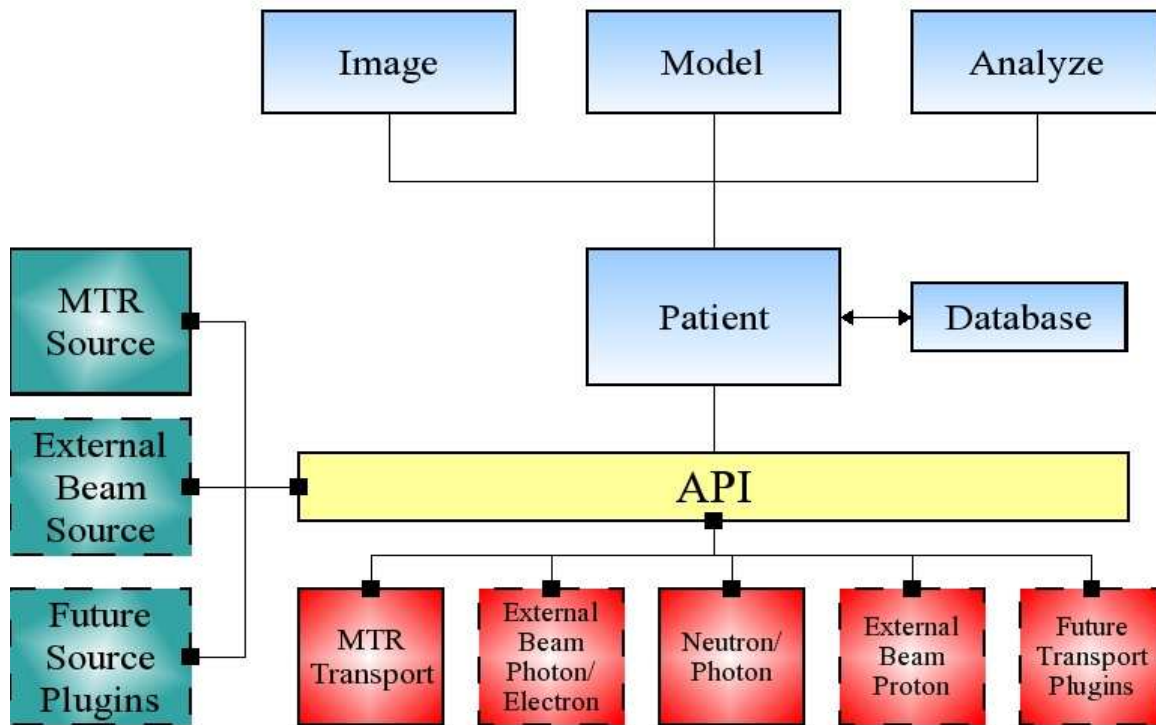 Image
Model
Analyze
MTR
Source
Patient
Database
External
Beam
Source
API
Future
Source
Plugins
MTR
Transport
External
Beam
Photon/
Electron
Neutron/
Photon
External
Beam
Proton
Future
Transport
Plugins